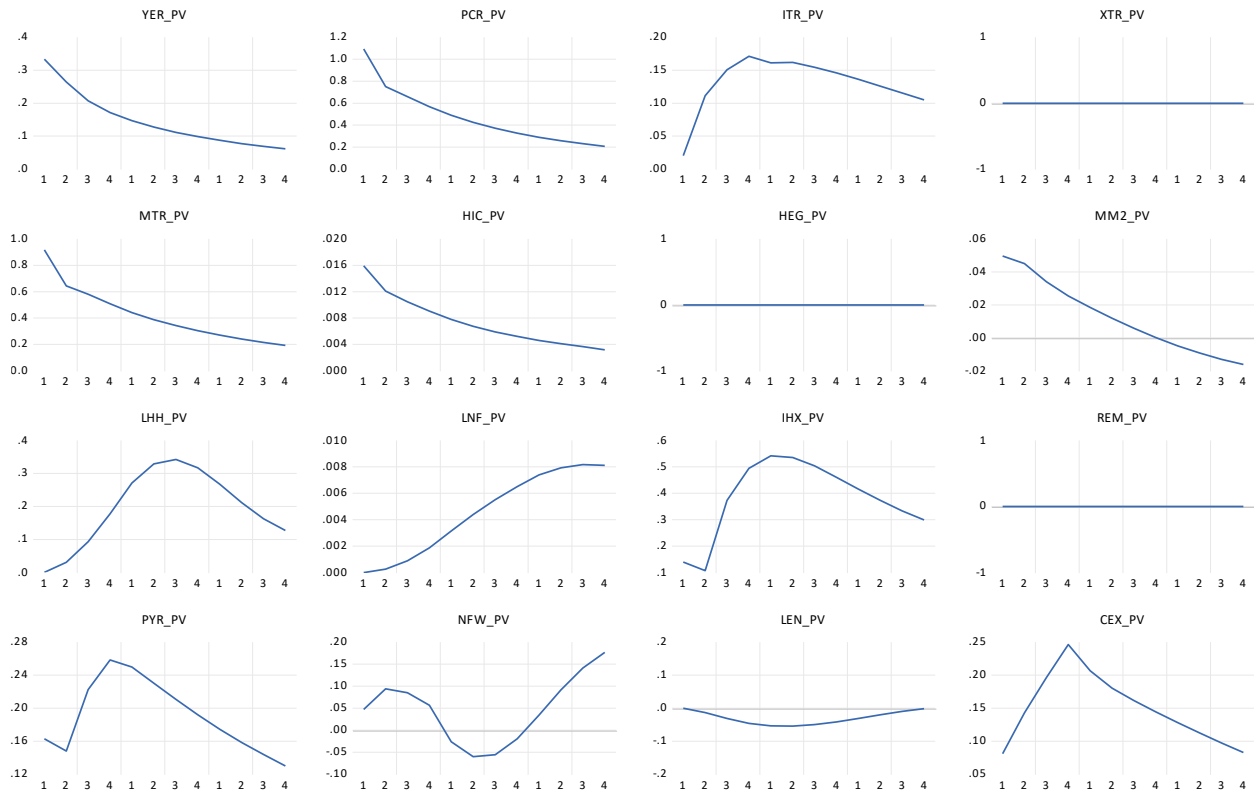 YER_PV
.4
.3
.2
.1
.0
1 2 3 4 1 2 3 4 1 2 3 4
PCR_PV
1.2
1.0
0.8
0.6
0.4
0.2
0.0
1 2 3 4 1 2 3 4 1 2 3 4
ITR_PV
.20
.15
.10
.05
.00
1 2 3 4 1 2 3 4 1 2 3 4
XTR_PV
1
0
-1
1 2 3 4 1 2 3 4 1 2 3 4
MTR_PV
1.0
0.8
0.6
0.4
0.2
0.0
1 2 3 4 1 2 3 4 1 2 3 4
HIC_PV
.020
.016
.012
.008
.004
.000
1 2 3 4 1 2 3 4 1 2 3 4
HEG_PV
1
0
-1
1 2 3 4 1 2 3 4 1 2 3 4
MM2_PV
.06
.04
.02
.00
-.02
1 2 3 4 1 2 3 4 1 2 3 4
LHH_PV
.4
.3
.2
.1
.0
1 2 3 4 1 2 3 4 1 2 3 4
LNF_PV
.010
.008
.006
.004
.002
.000
1 2 3 4 1 2 3 4 1 2 3 4
IHX_PV
.6
.5
.4
.3
.2
.1
1 2 3 4 1 2 3 4 1 2 3 4
REM_PV
1
0
-1
1 2 3 4 1 2 3 4 1 2 3 4
PYR_PV
.28
.24
.20
.16
.12
1 2 3 4 1 2 3 4 1 2 3 4
NFW_PV
.20
.15
.10
.05
.00
-.05
-.10
1 2 3 4 1 2 3 4 1 2 3 4
LEN_PV
.2
.1
.0
-.1
-.2
1 2 3 4 1 2 3 4 1 2 3 4
CEX_PV
.25
.20
.15
.10
.05
1 2 3 4 1 2 3 4 1 2 3 4